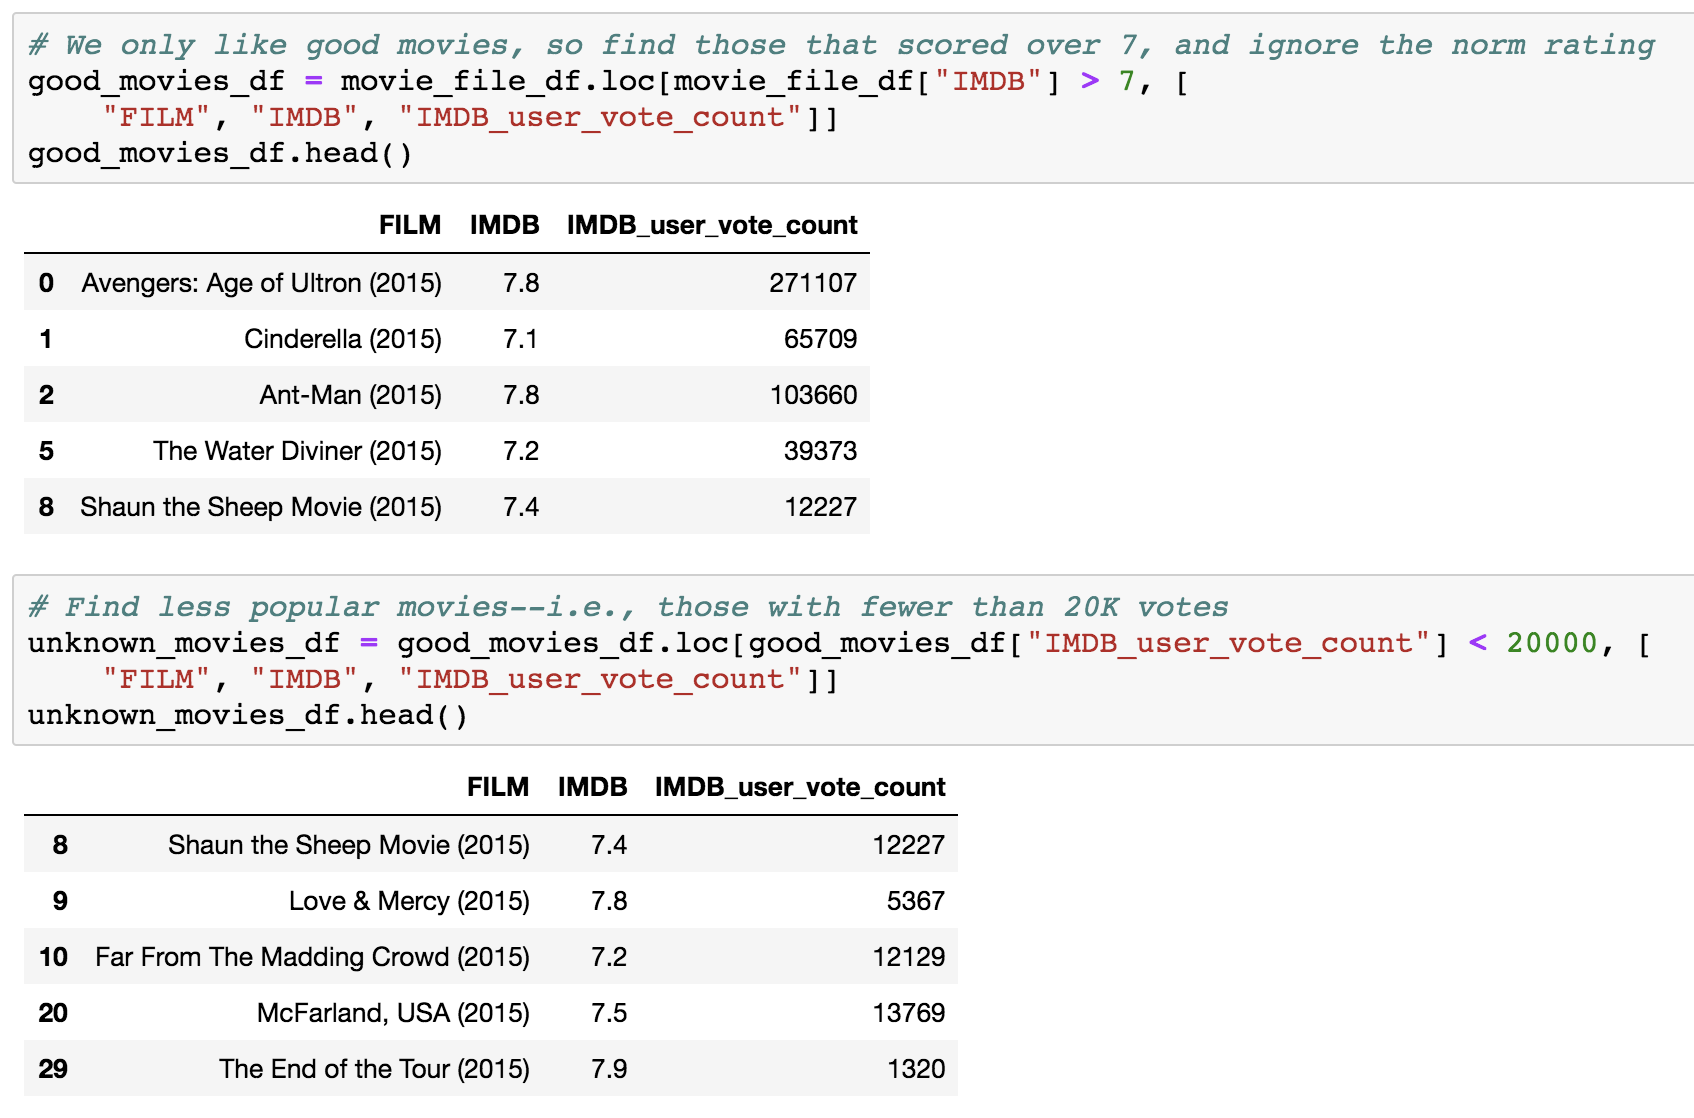 # We only like good movies, so find those that scored over 7, and ignore the norm rating
good_movies_df = movie_file_df.loc[movie_file_df["IMDB"] > 7, [
    "FILM", "IMDB", "IMDB_user_vote_count"]]
good_movies_df.head()
FILM IMDB IMDB_user_vote_count
0 Avengers: Age of Ultron (2015) 7.8 271107
1 Cinderella (2015) 7.1 65709
2 Ant-Man (2015) 7.8 103660
5 The Water Diviner (2015) 7.2 39373
8 Shaun the Sheep Movie (2015) 7.4 12227
# Find less popular movies--i.e., those with fewer than 20K votes
unknown_movies_df = good_movies_df.loc[good_movies_df["IMDB_user_vote_count"] < 20000, [
    "FILM", "IMDB", "IMDB_user_vote_count"]]
unknown_movies_df.head()
FILM IMDB IMDB_user_vote_count
8 Shaun the Sheep Movie (2015) 7.4 12227
9 Love & Mercy (2015) 7.8 5367
10 Far From The Madding Crowd (2015) 7.2 12129
20 McFarland, USA (2015) 7.5 13769
29 The End of the Tour (2015) 7.9 1320